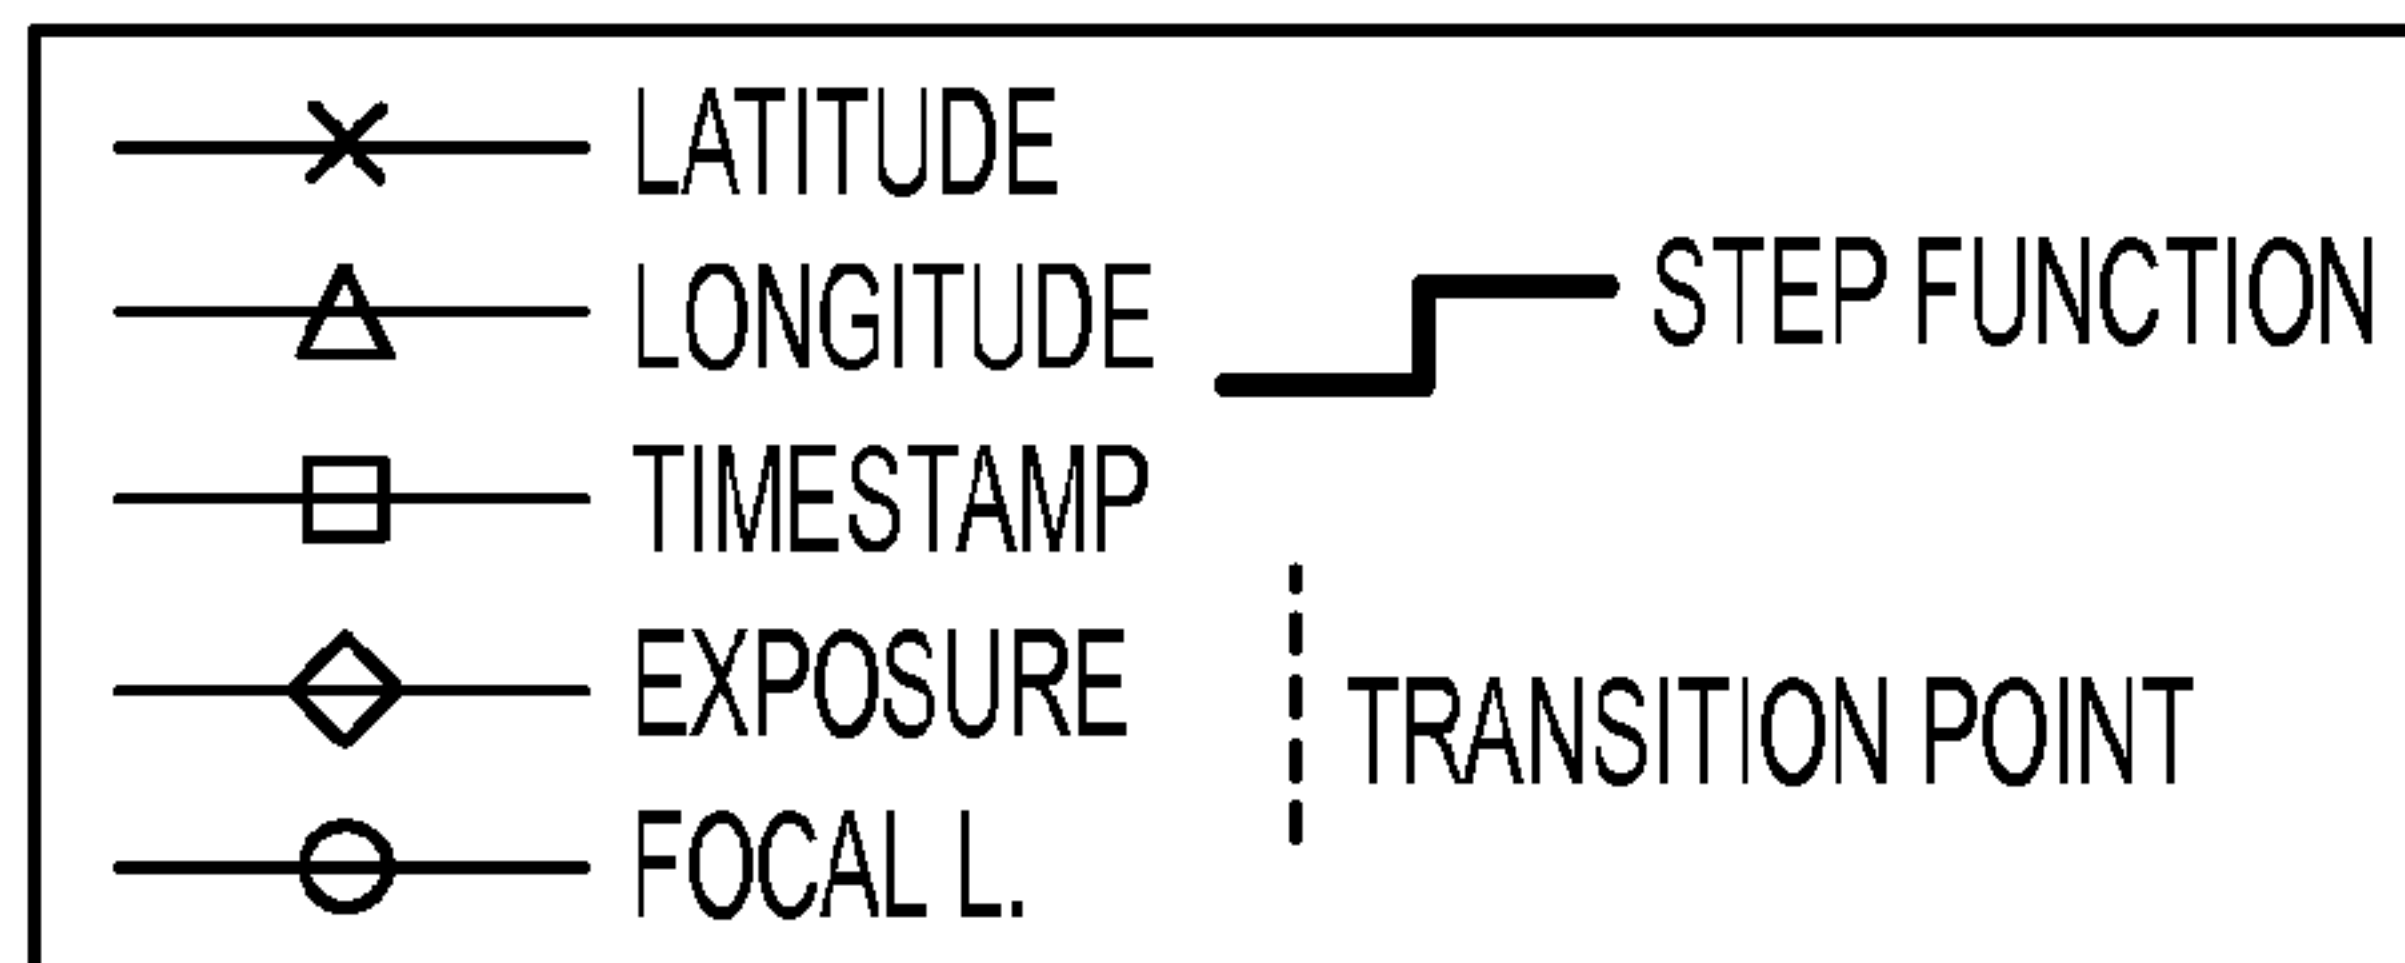 LATITUDE
LONGITUDE
TIMESTAMP
EXPOSURE
FOCAL L.
STEP FUNCTION
TRANSITION POINT